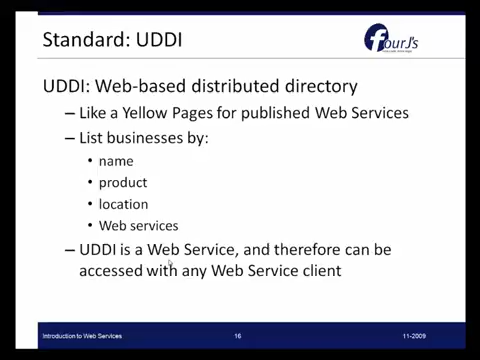 Standard: UDDI
fourJ's
UDDI: Web-based distributed directory
– Like a Yellow Pages for published Web Services
– List businesses by:
• name
• product
• location
• Web services
– UDDI is a Web Service, and therefore can be
accessed with any Web Service client
Introduction to Web Services
16
11-2009